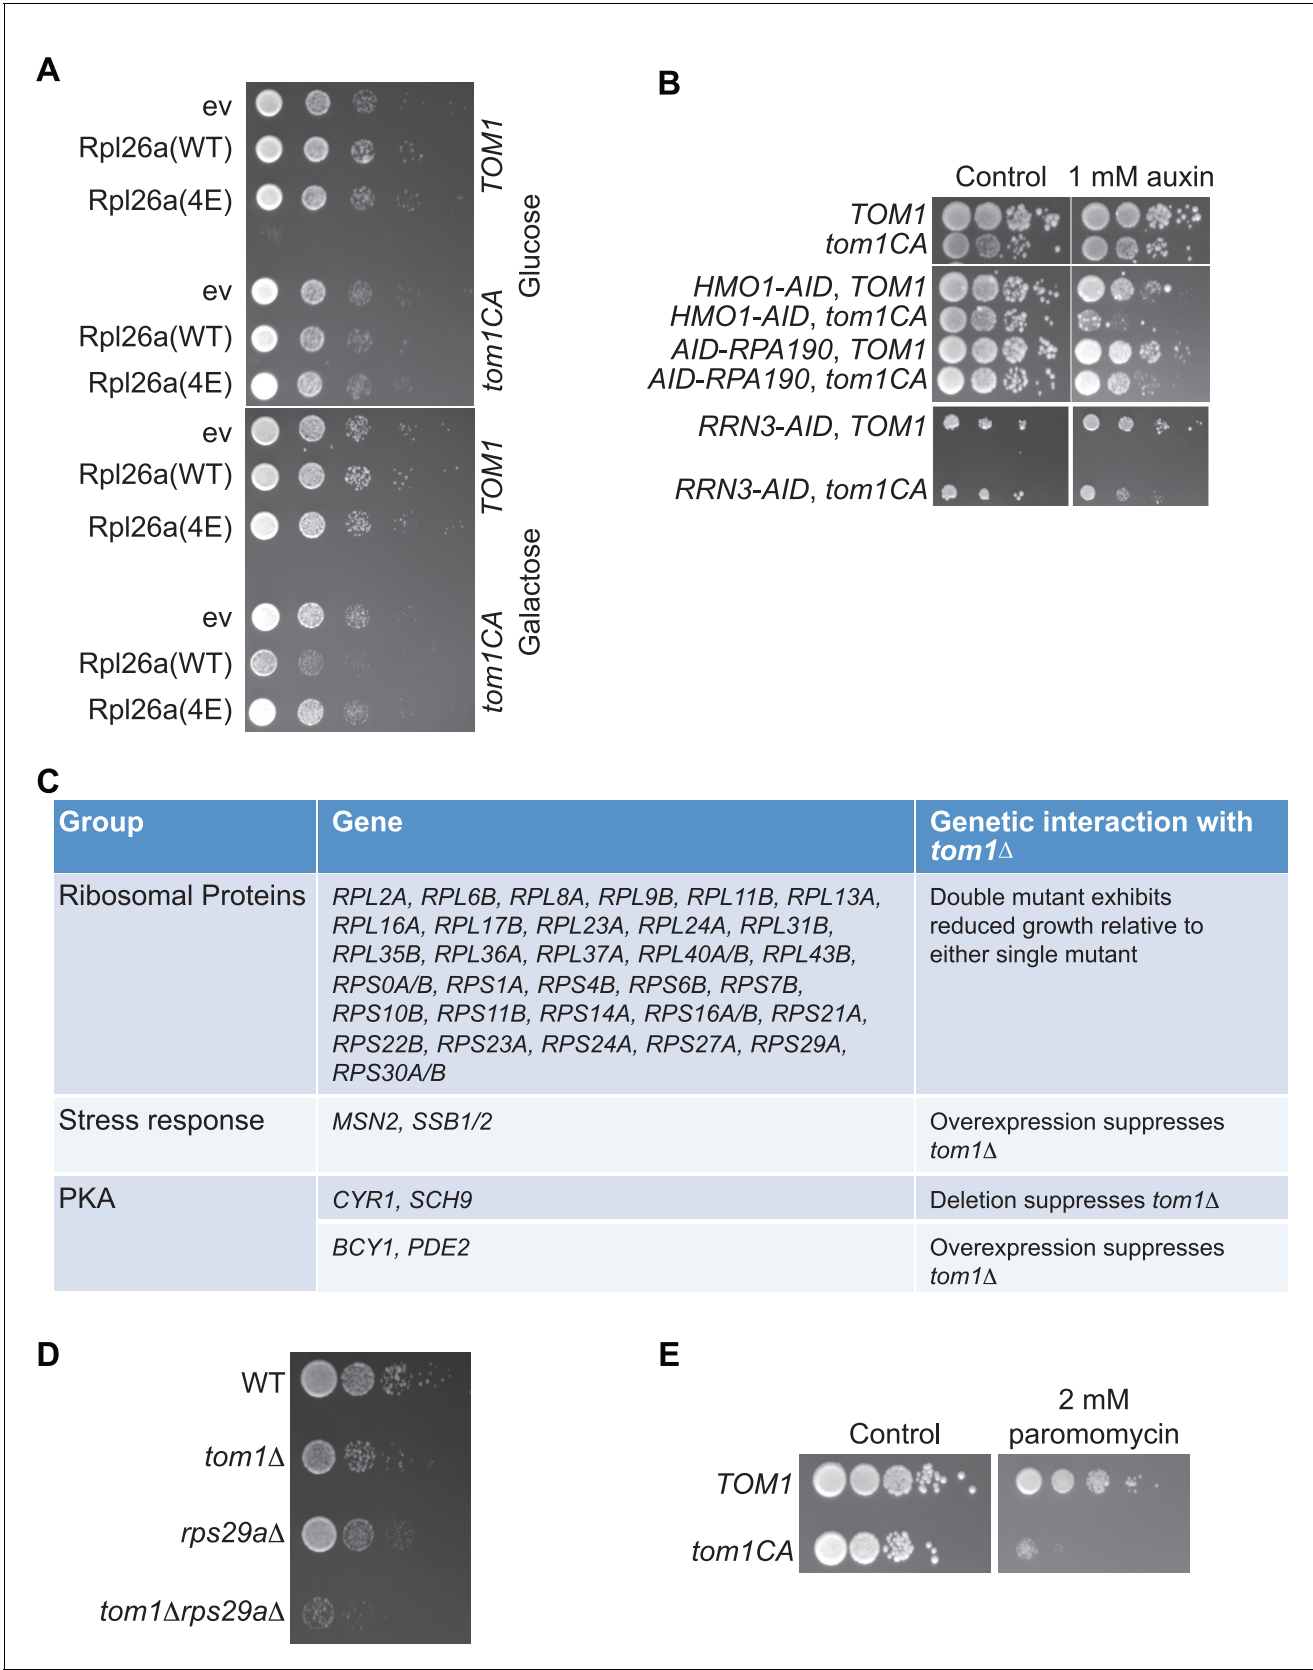 A
ev
Rpl26a(WT)
Rpl26a(4E)
TOM1
ev
Rpl26a(WT)
Rpl26a(4E)
tom1CA
Glucose
ev
Rpl26a(WT)
Rpl26a(4E)
TOM1
ev
Rpl26a(WT)
Rpl26a(4E)
tom1CA
Galactose
B
Control 1 mM auxin
TOM1
tom1CA
HMO1-AID, TOM1
HMO1-AID, tom1CA
AID-RPA190, TOM1
AID-RPA190, tom1CA
RRN3-AID, TOM1
RRN3-AID, tom1CA
C
Group
Gene
Genetic interaction with
tom1Δ
Ribosomal Proteins
RPL2A, RPL6B, RPL8A, RPL9B, RPL11B, RPL13A,
RPL16A, RPL17B, RPL23A, RPL24A, RPL31B,
RPL35B, RPL36A, RPL37A, RPL40A/B, RPL43B,
RPS0A/B, RPS1A, RPS4B, RPS6B, RPS7B,
RPS10B, RPS11B, RPS14A, RPS16A/B, RPS21A,
RPS22B, RPS23A, RPS24A, RPS27A, RPS29A,
RPS30A/B
Double mutant exhibits
reduced growth relative to
either single mutant
Stress response
MSN2, SSB1/2
Overexpression suppresses
tom1Δ
PKA
CYR1, SCH9
Deletion suppresses tom1Δ
BCY1, PDE2
Overexpression suppresses
tom1Δ
D
WT
tom1Δ
rps29aΔ
tom1Δrps29aΔ
E
Control
2 mM
paromomycin
TOM1
tom1CA